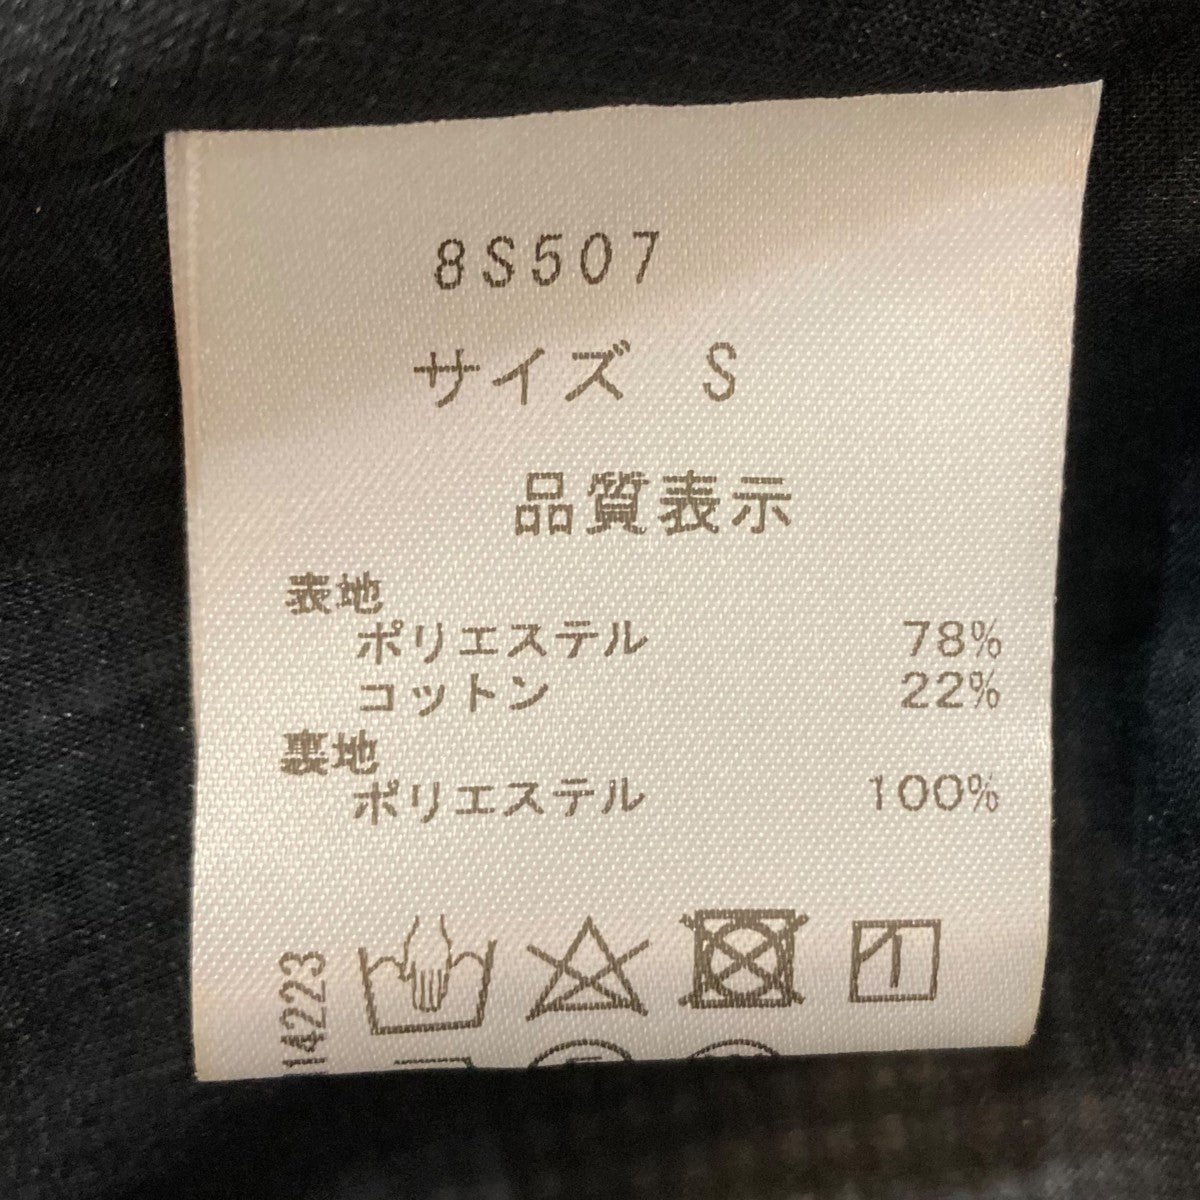 8S507
サイズ S
品質表示
表地
ポリエステル 78%
コットン 22%
裏地
ポリエステル 100%
14223